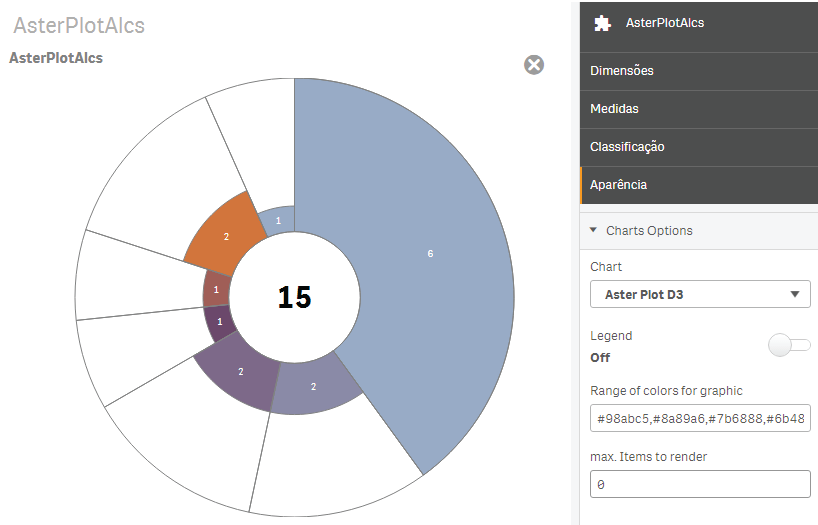 AsterPlotAlcs
AsterPlotAlcs
6
2
2
1
1
2
1
15
AsterPlotAlcs
Dimensões
Medidas
Classificação
Aparência
Charts Options
Chart
Aster Plot D3
Legend
Off
Range of colors for graphic
#98abc5,#8a89a6,#7b6888,#6b48
max. Items to render
0